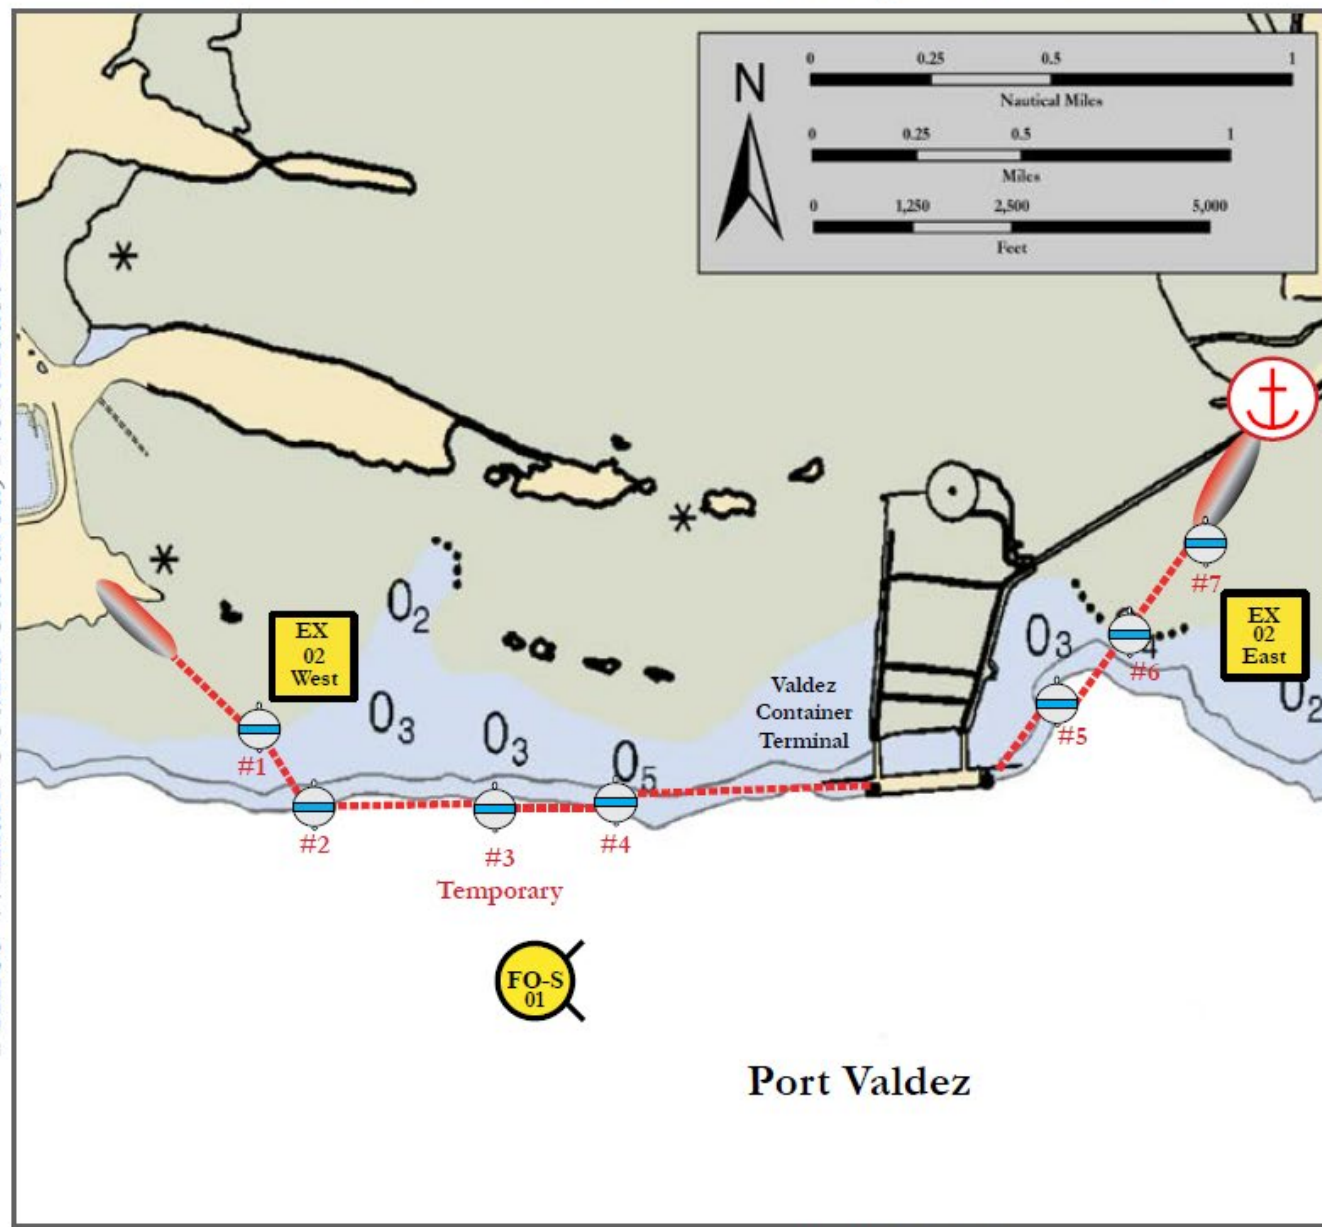 N
0 0.25 0.5 1
Nautical Miles
0 0.25 0.5 1
Miles
0 1,250 2,500 5,000
Feet
#7
EX
02
East
EX
02
West
0₂
0₃
4
#6
0₂
Valdez
Container
Terminal
0₃
0₃
#5
#1
0₅
#2
#3
#4
Temporary
FO-S
01
Port Valdez